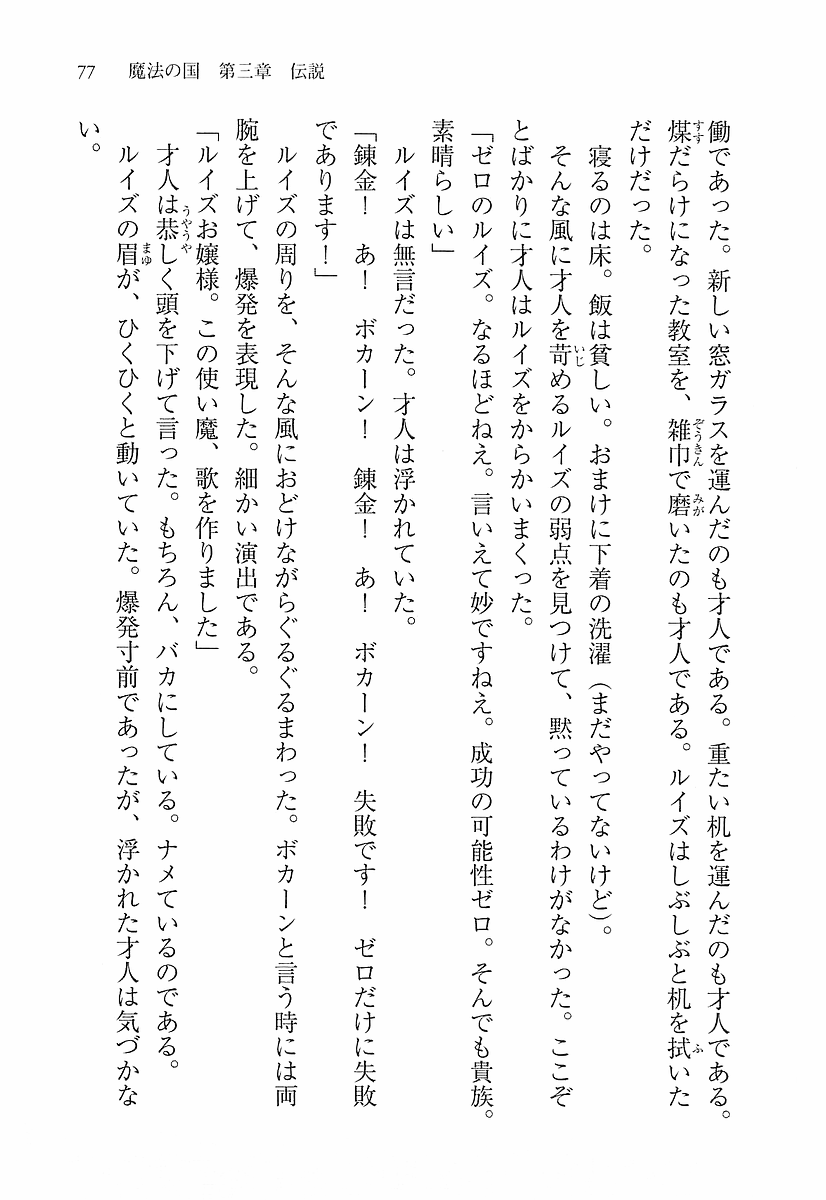 77　魔法の国　第三章　伝説
働であった。新しい窓ガラスを運んだのも才人である。重たい机を運んだのも才人である。
煤だらけになった教室を、雑巾で磨いたのも才人である。ルイズはしぶしぶと机を拭いた
だけだった。
　寝るのは床。飯は貧しい。おまけに下着の洗濯（まだやってないけど）。
　そんな風に才人を苛めるルイズの弱点を見つけて、黙っているわけがなかった。ここぞ
とばかりに才人はルイズをからかいまくった。
「ゼロのルイズ。なるほどねえ。言いえて妙ですねえ。成功の可能性ゼロ。そんでも貴族。
素晴らしい」
　ルイズは無言だった。才人は浮かれていた。
「錬金！　あ！　ボカーン！　錬金！　あ！　ボカーン！　失敗です！　ゼロだけに失敗
であります！」
　ルイズの周りを、そんな風におどけながらぐるぐるまわった。ボカーンと言う時には両
腕を上げて、爆発を表現した。細かい演出である。
「ルイズお嬢様。この使い魔、歌を作りました」
　才人は恭しく頭を下げて言った。もちろん、バカにしている。ナメているのである。
　ルイズの眉が、ひくひくと動いていた。爆発寸前であったが、浮かれた才人は気づかな
い。